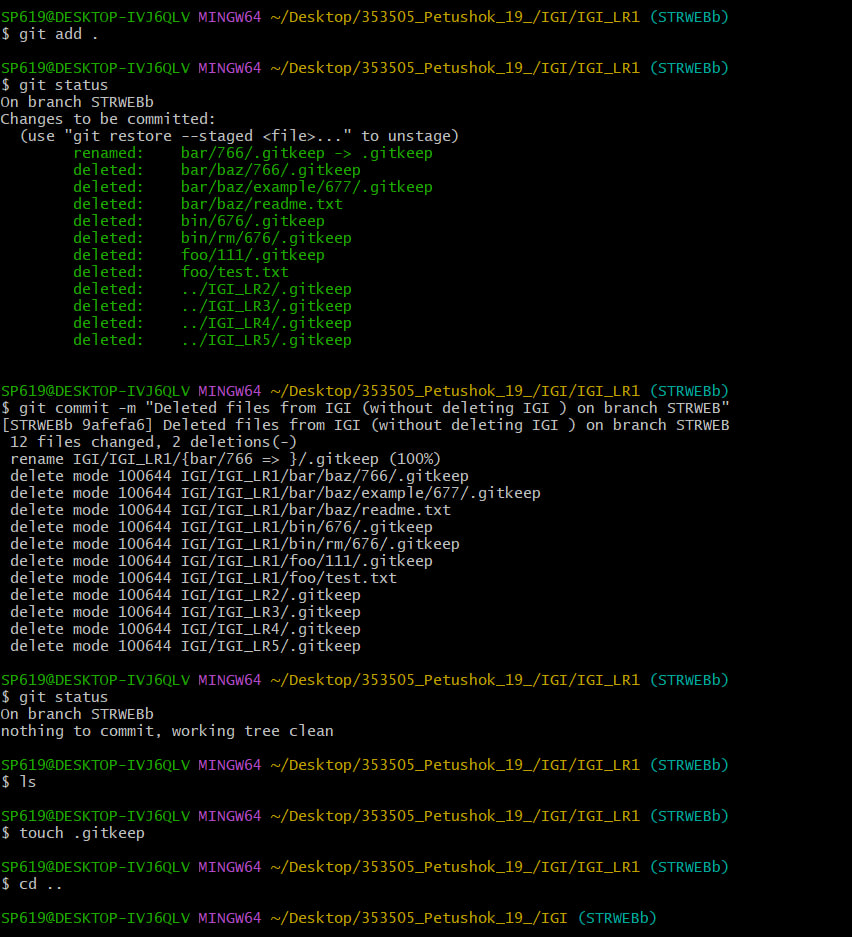 SP619@DESKTOP-IVJ6QLV MINGW64 ~/Desktop/353505_Petushok_19_/IGI/IGI_LR1 (STRWEBb)
$ git add .
SP619@DESKTOP-IVJ6QLV MINGW64 ~/Desktop/353505_Petushok_19_/IGI/IGI_LR1 (STRWEBb)
$ git status
On branch STRWEBb
Changes to be committed:
  (use "git restore --staged <file>..." to unstage)
        renamed:    bar/766/.gitkeep -> .gitkeep
        deleted:    bar/baz/766/.gitkeep
        deleted:    bar/baz/example/677/.gitkeep
        deleted:    bar/baz/readme.txt
        deleted:    bin/676/.gitkeep
        deleted:    bin/rm/676/.gitkeep
        deleted:    foo/111/.gitkeep
        deleted:    foo/test.txt
        deleted:    ../IGI_LR2/.gitkeep
        deleted:    ../IGI_LR3/.gitkeep
        deleted:    ../IGI_LR4/.gitkeep
        deleted:    ../IGI_LR5/.gitkeep
SP619@DESKTOP-IVJ6QLV MINGW64 ~/Desktop/353505_Petushok_19_/IGI/IGI_LR1 (STRWEBb)
$ git commit -m "Deleted files from IGI (without deleting IGI ) on branch STRWEB"
[STRWEBb 9afefa6] Deleted files from IGI (without deleting IGI ) on branch STRWEB
 12 files changed, 2 deletions(-)
 rename IGI/IGI_LR1/{bar/766 => }/.gitkeep (100%)
 delete mode 100644 IGI/IGI_LR1/bar/baz/766/.gitkeep
 delete mode 100644 IGI/IGI_LR1/bar/baz/example/677/.gitkeep
 delete mode 100644 IGI/IGI_LR1/bar/baz/readme.txt
 delete mode 100644 IGI/IGI_LR1/bin/676/.gitkeep
 delete mode 100644 IGI/IGI_LR1/bin/rm/676/.gitkeep
 delete mode 100644 IGI/IGI_LR1/foo/111/.gitkeep
 delete mode 100644 IGI/IGI_LR1/foo/test.txt
 delete mode 100644 IGI/IGI_LR2/.gitkeep
 delete mode 100644 IGI/IGI_LR3/.gitkeep
 delete mode 100644 IGI/IGI_LR4/.gitkeep
 delete mode 100644 IGI/IGI_LR5/.gitkeep
SP619@DESKTOP-IVJ6QLV MINGW64 ~/Desktop/353505_Petushok_19_/IGI/IGI_LR1 (STRWEBb)
$ git status
On branch STRWEBb
nothing to commit, working tree clean
SP619@DESKTOP-IVJ6QLV MINGW64 ~/Desktop/353505_Petushok_19_/IGI/IGI_LR1 (STRWEBb)
$ ls
SP619@DESKTOP-IVJ6QLV MINGW64 ~/Desktop/353505_Petushok_19_/IGI/IGI_LR1 (STRWEBb)
$ touch .gitkeep
SP619@DESKTOP-IVJ6QLV MINGW64 ~/Desktop/353505_Petushok_19_/IGI/IGI_LR1 (STRWEBb)
$ cd ..
SP619@DESKTOP-IVJ6QLV MINGW64 ~/Desktop/353505_Petushok_19_/IGI (STRWEBb)